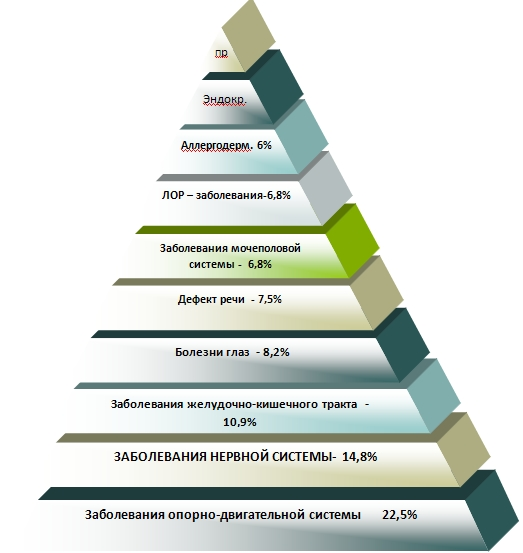 пр
Эндокр.
Аллергодерм. 6%
ЛОР – заболевания-6,8%
Заболевания мочеполовой
системы - 6,8%
Дефект речи - 7,5%
Болезни глаз - 8,2%
Заболевания желудочно-кишечного тракта -
10,9%
ЗАБОЛЕВАНИЯ НЕРВНОЙ СИСТЕМЫ- 14,8%
Заболевания опорно-двигательной системы 22,5%